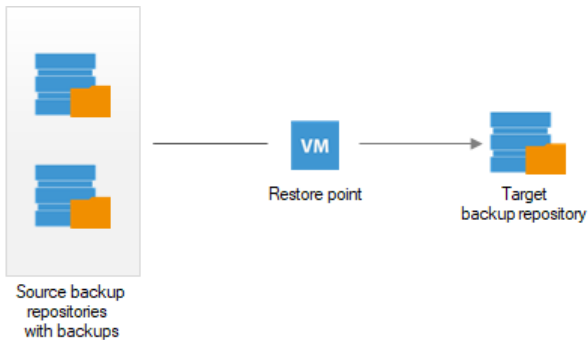 VM
Restore point
Target
backup repository
Source backup
repositories
with backups